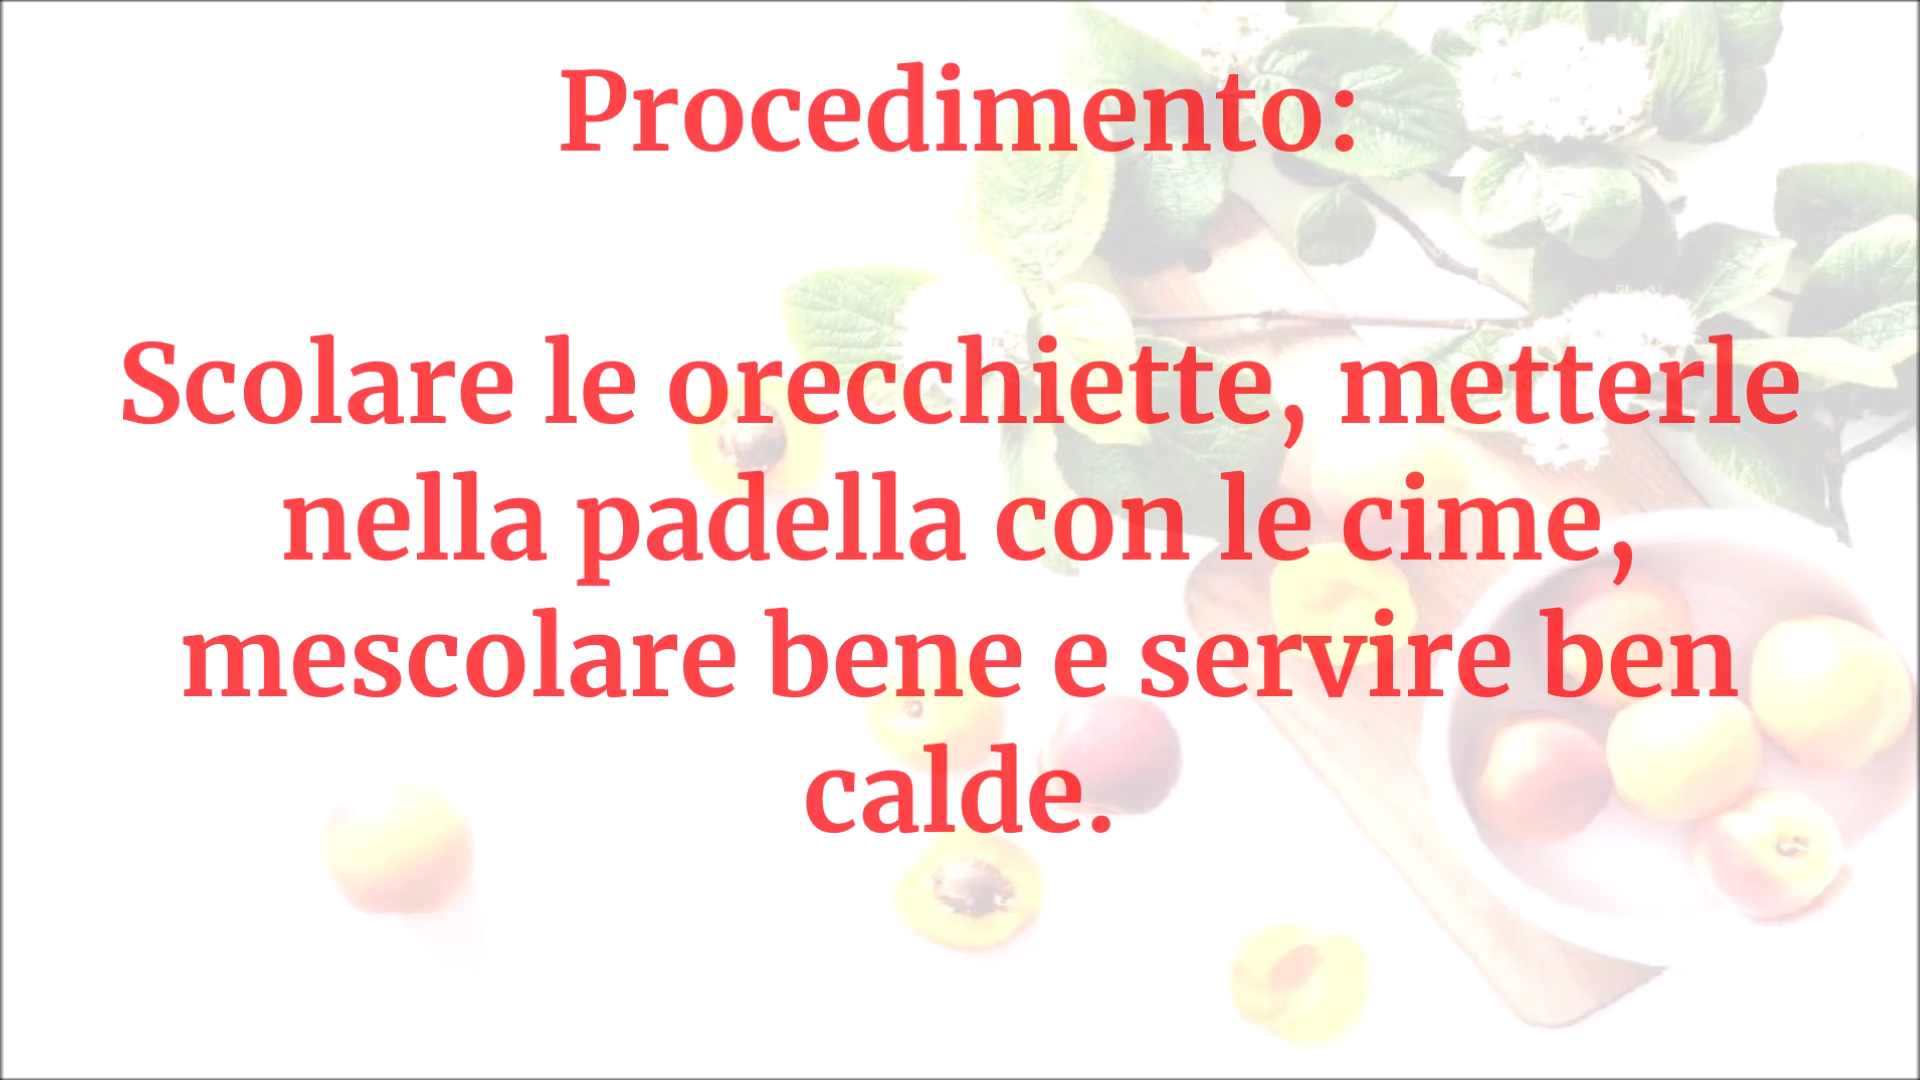 Procedimento:
Scolare le orecchiette, metterle
nella padella con le cime,
mescolare bene e servire ben
calde.